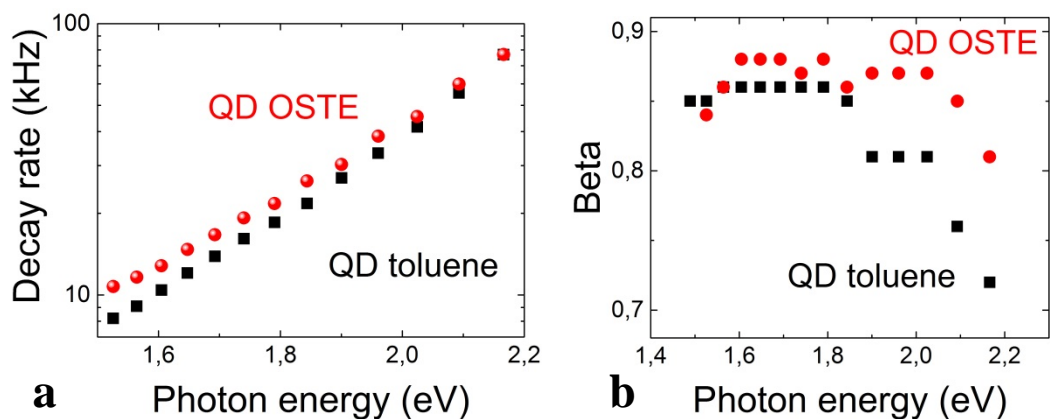 100
10
Decay rate (kHz)
QD OSTE
QD toluene
1,6
1,8
2,0
2,2
Photon energy (eV)
a
0,9
0,8
0,7
Beta
QD OSTE
QD toluene
1,4
1,6
1,8
2,0
2,2
Photon energy (eV)
b